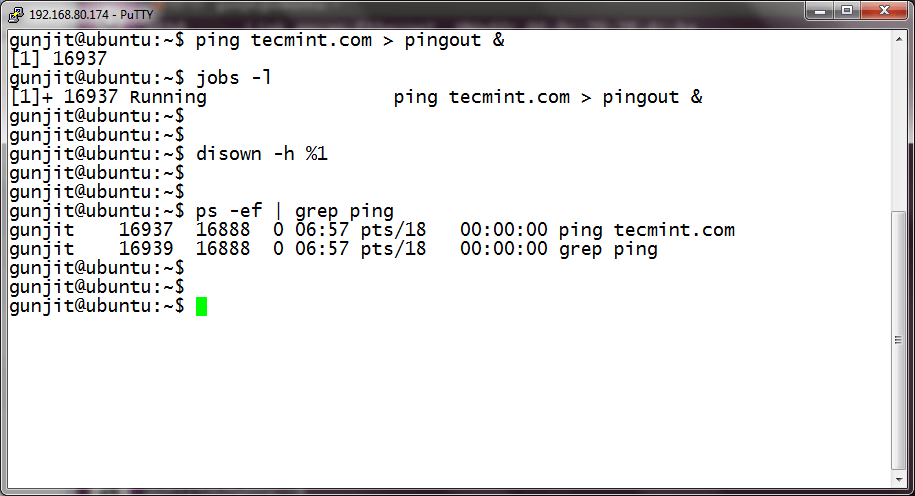 192.168.80.174 - PuTTY
gunjit@ubuntu:~$ ping tecmint.com > pingout &
[1] 16937
gunjit@ubuntu:~$ jobs -l
[1]+ 16937 Running                 ping tecmint.com > pingout &
gunjit@ubuntu:~$
gunjit@ubuntu:~$
gunjit@ubuntu:~$ disown -h %1
gunjit@ubuntu:~$
gunjit@ubuntu:~$
gunjit@ubuntu:~$ ps -ef | grep ping
gunjit    16937  16888  0 06:57 pts/18   00:00:00 ping tecmint.com
gunjit    16939  16888  0 06:57 pts/18   00:00:00 grep ping
gunjit@ubuntu:~$
gunjit@ubuntu:~$
gunjit@ubuntu:~$